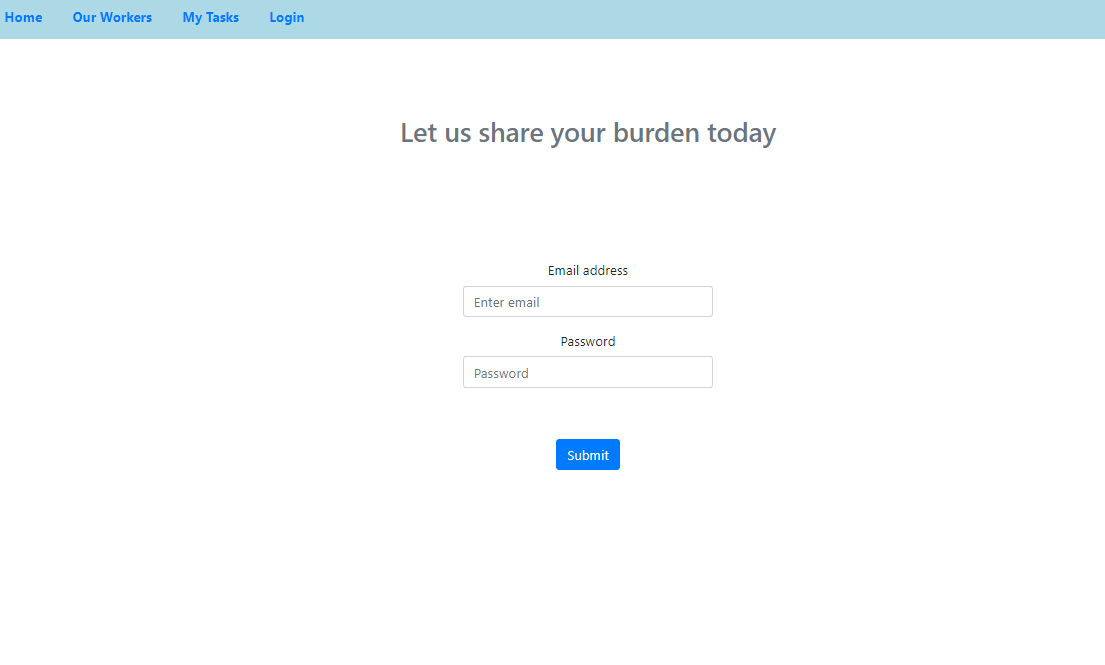 Home Our Workers My Tasks Login
Let us share your burden today
Email address
Enter email
Password
Password
Submit